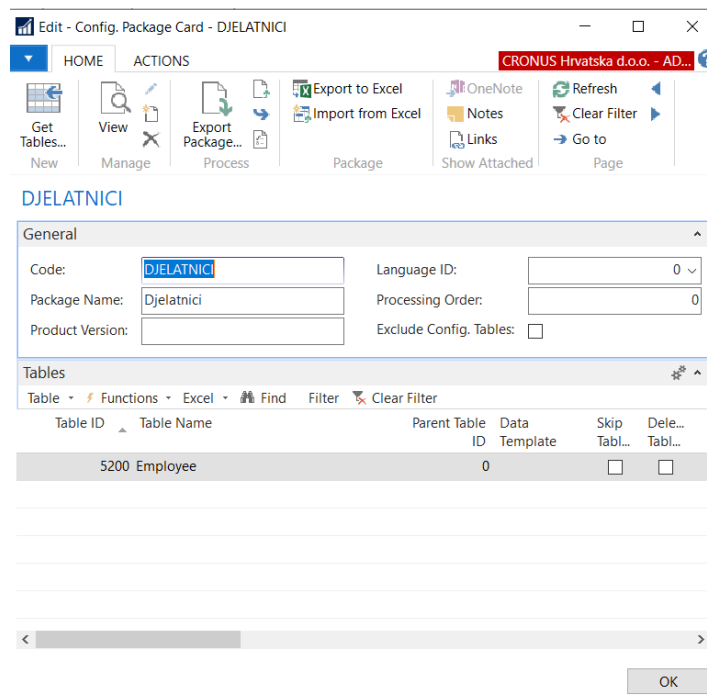 Edit - Config. Package Card - DJELATNICI
HOME ACTIONS CRONUS Hrvatska d.o.o. - AD... ?
Get Tables... View Export Package... Export to Excel Import from Excel OneNote Notes Links Refresh Clear Filter Go to
New Manage Process Package Show Attached Page
DJELATNICI
General
Code: DJELATNICI Language ID: 0
Package Name: Djelatnici Processing Order: 0
Product Version: Exclude Config. Tables:
Tables
Table Functions Excel Find Filter Clear Filter
Table ID Table Name Parent Table ID Data Template Skip Tabl... Dele... Tabl...
5200 Employee 0
OK